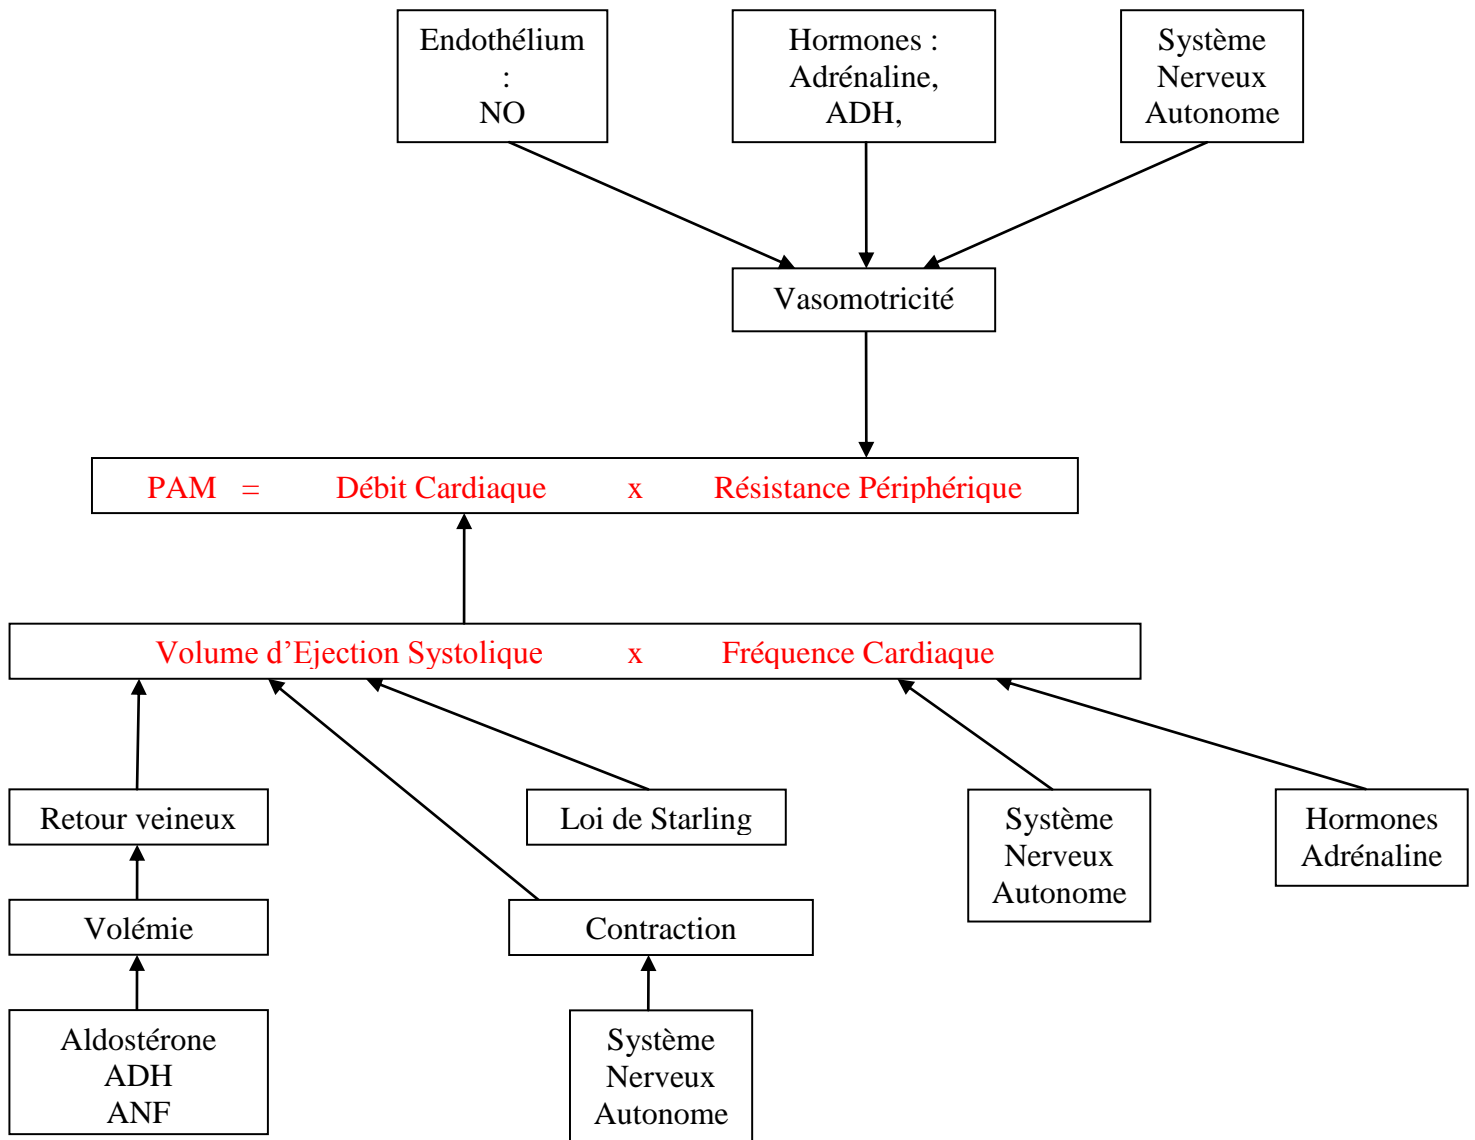 Endothélium
:
NO
Hormones :
Adrénaline,
ADH,
Système
Nerveux
Autonome
Vasomotricité
PAM = Débit Cardiaque x Résistance Périphérique
Volume d’Ejection Systolique x Fréquence Cardiaque
Retour veineux
Loi de Starling
Système
Nerveux
Autonome
Hormones
Adrénaline
Volémie
Contraction
Aldostérone
ADH
ANF
Système
Nerveux
Autonome